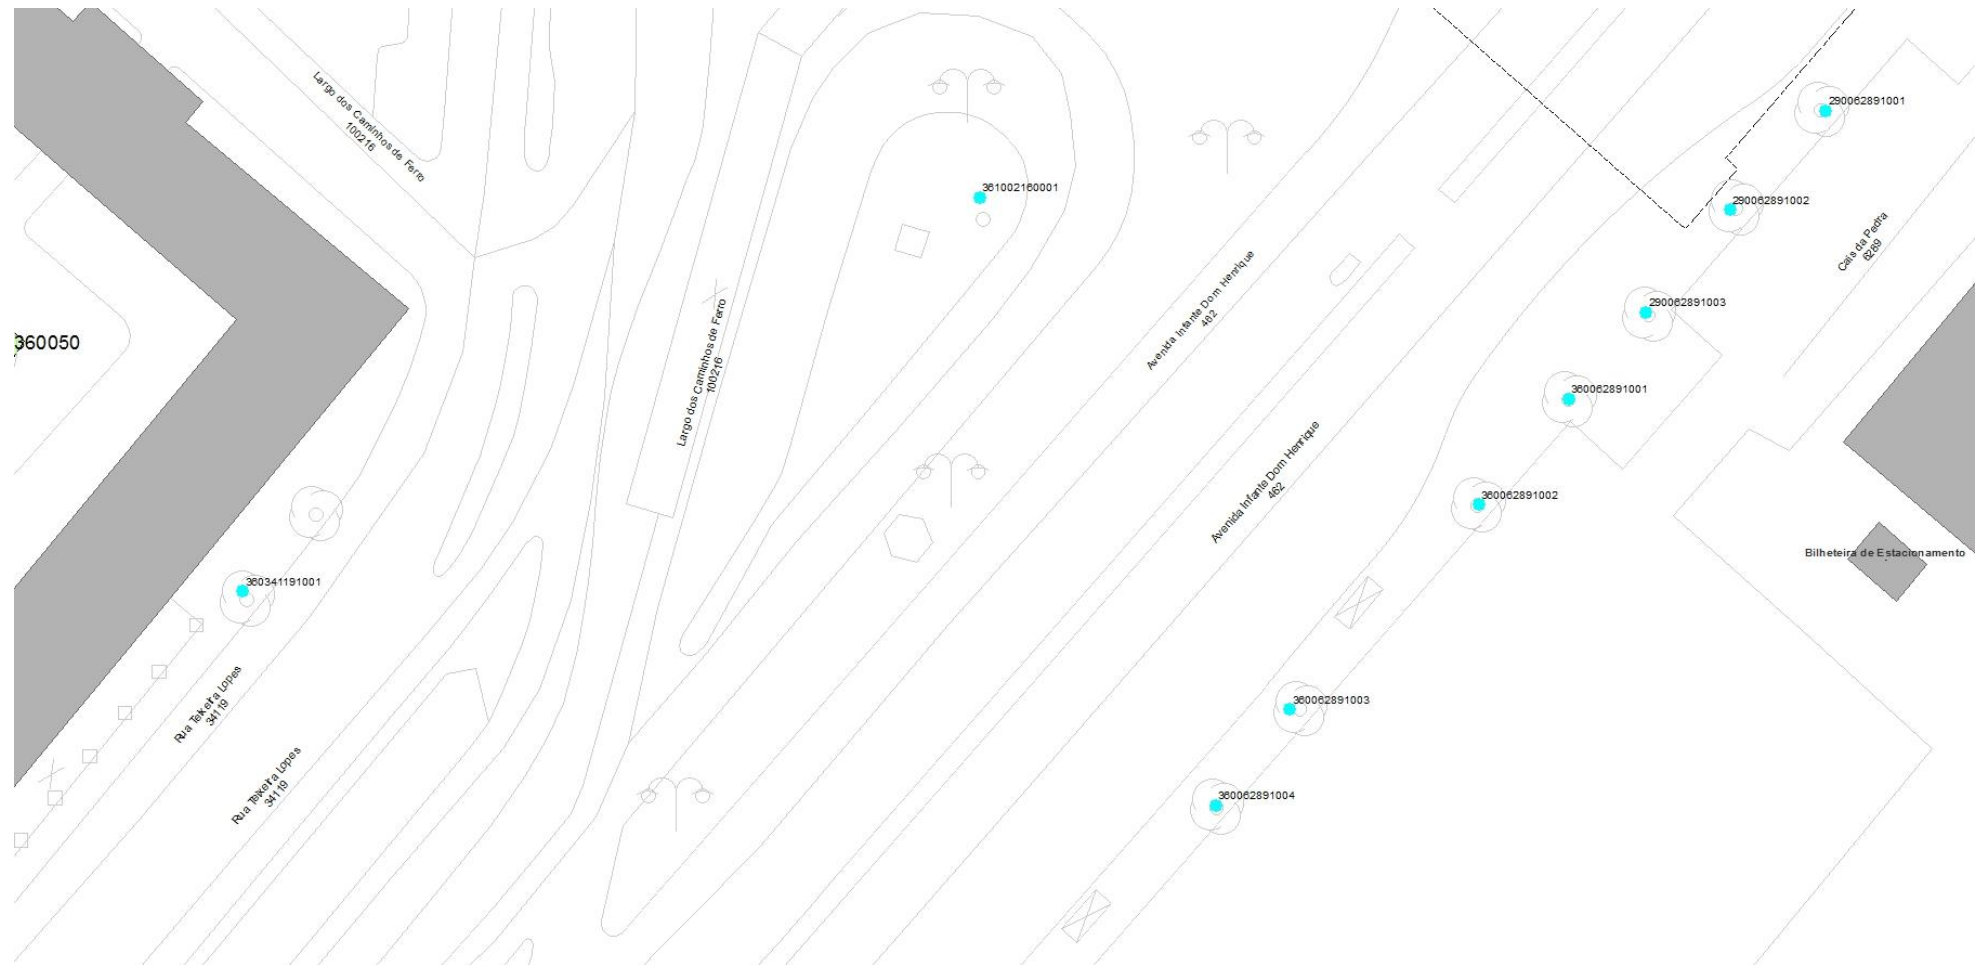 Largo dos Caminhos de Ferro
100216
290062891001
361002160001
290062891002
Cais da Pedra
6289
Avenida Infante Dom Henrique
462
290062891003
360050
Largo dos Caminhos de Ferro
100216
360062891001
Avenida Infante Dom Henrique
462
360062891002
Bilheteira de Estacionamento
360341191001
Rua Teixeira Lopes
34119
360062891003
Rua Teixeira Lopes
34119
360062891004